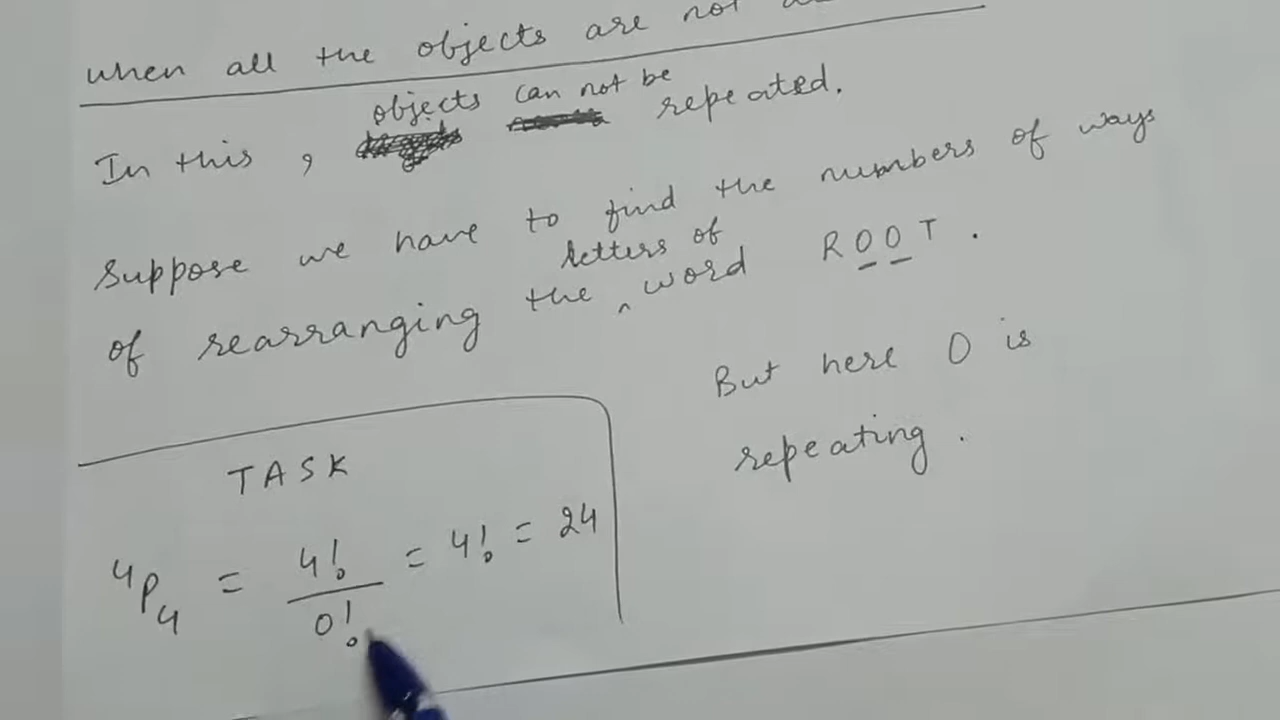 when all the objects are not
objects can not be
In this , repeated.
Suppose we have to find the numbers of ways
letters of
of rearranging the ‸ word ROOT .
But here O is
repeating .
TASK
⁴P₄ = 4!/0! = 4! = 24